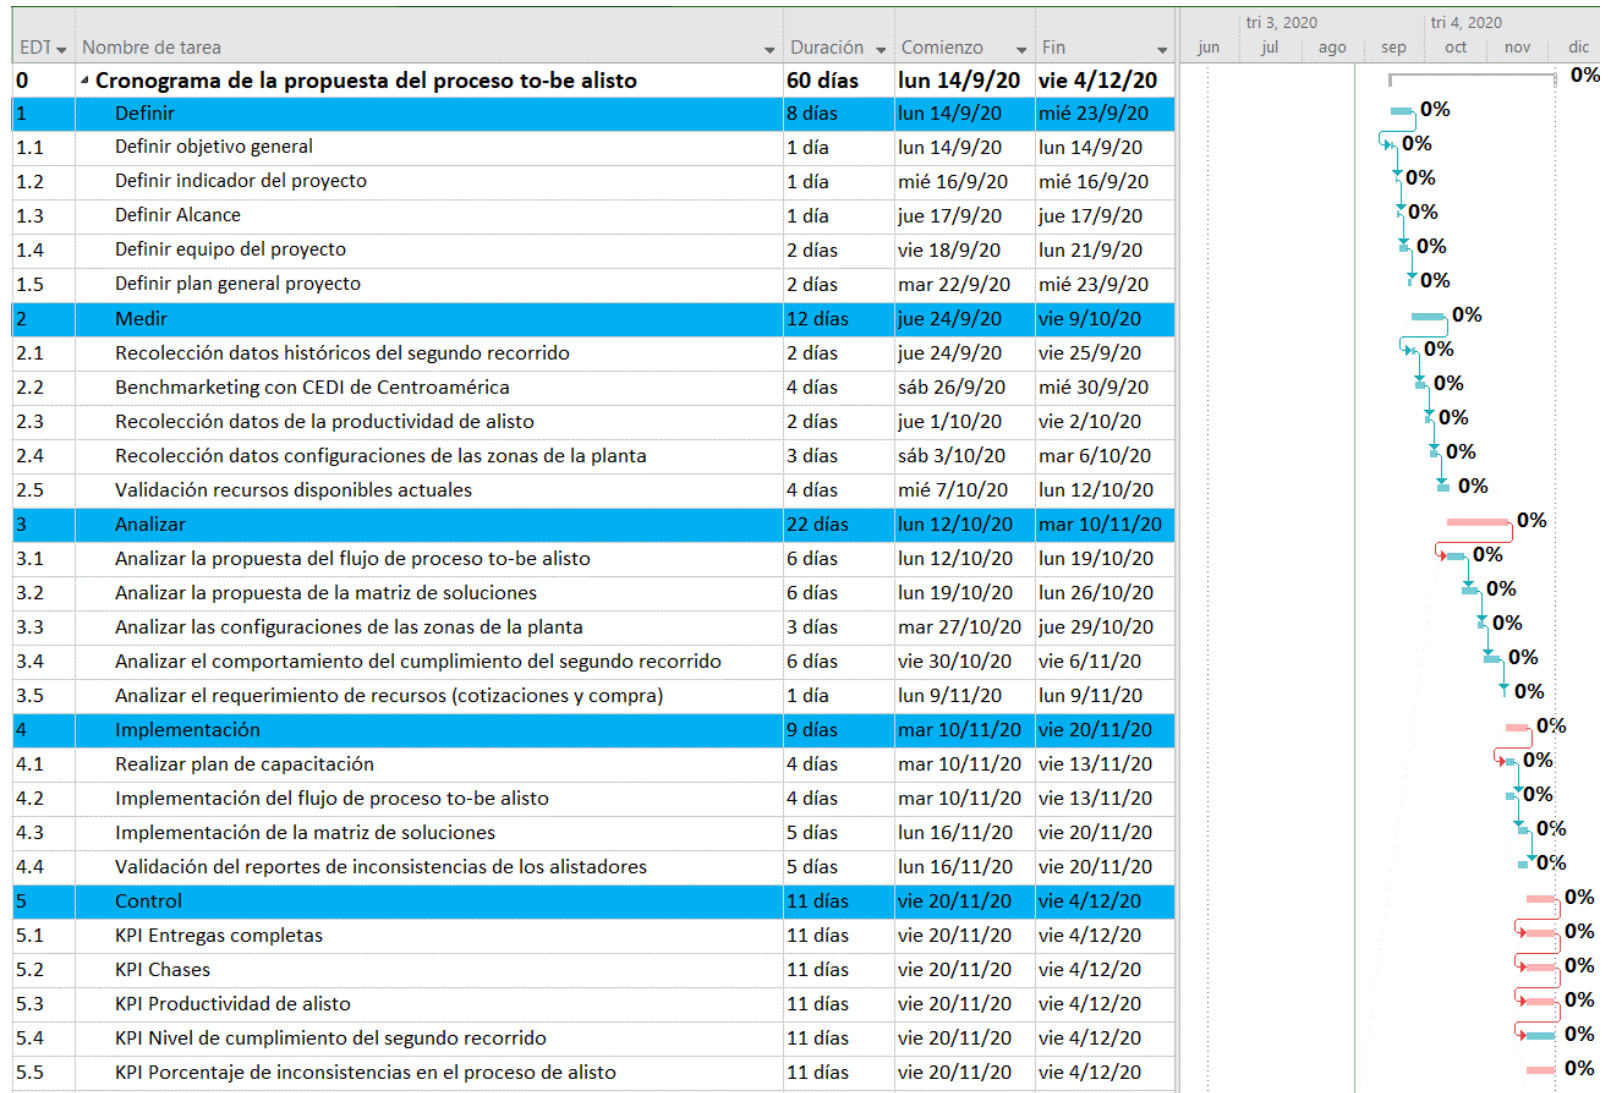 tri 3, 2020 tri 4, 2020
EDT Nombre de tarea Duración Comienzo Fin jun jul ago sep oct nov dic
0 Cronograma de la propuesta del proceso to-be alisto 60 días lun 14/9/20 vie 4/12/20 0%
1 Definir 8 días lun 14/9/20 mié 23/9/20 0%
1.1 Definir objetivo general 1 día lun 14/9/20 lun 14/9/20 0%
1.2 Definir indicador del proyecto 1 día mié 16/9/20 mié 16/9/20 0%
1.3 Definir Alcance 1 día jue 17/9/20 jue 17/9/20 0%
1.4 Definir equipo del proyecto 2 días vie 18/9/20 lun 21/9/20 0%
1.5 Definir plan general proyecto 2 días mar 22/9/20 mié 23/9/20 0%
2 Medir 12 días jue 24/9/20 vie 9/10/20 0%
2.1 Recolección datos históricos del segundo recorrido 2 días jue 24/9/20 vie 25/9/20 0%
2.2 Benchmarketing con CEDI de Centroamérica 4 días sáb 26/9/20 mié 30/9/20 0%
2.3 Recolección datos de la productividad de alisto 2 días jue 1/10/20 vie 2/10/20 0%
2.4 Recolección datos configuraciones de las zonas de la planta 3 días sáb 3/10/20 mar 6/10/20 0%
2.5 Validación recursos disponibles actuales 4 días mié 7/10/20 lun 12/10/20 0%
3 Analizar 22 días lun 12/10/20 mar 10/11/20 0%
3.1 Analizar la propuesta del flujo de proceso to-be alisto 6 días lun 12/10/20 lun 19/10/20 0%
3.2 Analizar la propuesta de la matriz de soluciones 6 días lun 19/10/20 lun 26/10/20 0%
3.3 Analizar las configuraciones de las zonas de la planta 3 días mar 27/10/20 jue 29/10/20 0%
3.4 Analizar el comportamiento del cumplimiento del segundo recorrido 6 días vie 30/10/20 vie 6/11/20 0%
3.5 Analizar el requerimiento de recursos (cotizaciones y compra) 1 día lun 9/11/20 lun 9/11/20 0%
4 Implementación 9 días mar 10/11/20 vie 20/11/20 0%
4.1 Realizar plan de capacitación 4 días mar 10/11/20 vie 13/11/20 0%
4.2 Implementación del flujo de proceso to-be alisto 4 días mar 10/11/20 vie 13/11/20 0%
4.3 Implementación de la matriz de soluciones 5 días lun 16/11/20 vie 20/11/20 0%
4.4 Validación del reportes de inconsistencias de los alistadores 5 días lun 16/11/20 vie 20/11/20 0%
5 Control 11 días vie 20/11/20 vie 4/12/20 0%
5.1 KPI Entregas completas 11 días vie 20/11/20 vie 4/12/20 0%
5.2 KPI Chases 11 días vie 20/11/20 vie 4/12/20 0%
5.3 KPI Productividad de alisto 11 días vie 20/11/20 vie 4/12/20 0%
5.4 KPI Nivel de cumplimiento del segundo recorrido 11 días vie 20/11/20 vie 4/12/20 0%
5.5 KPI Porcentaje de inconsistencias en el proceso de alisto 11 días vie 20/11/20 vie 4/12/20 0%